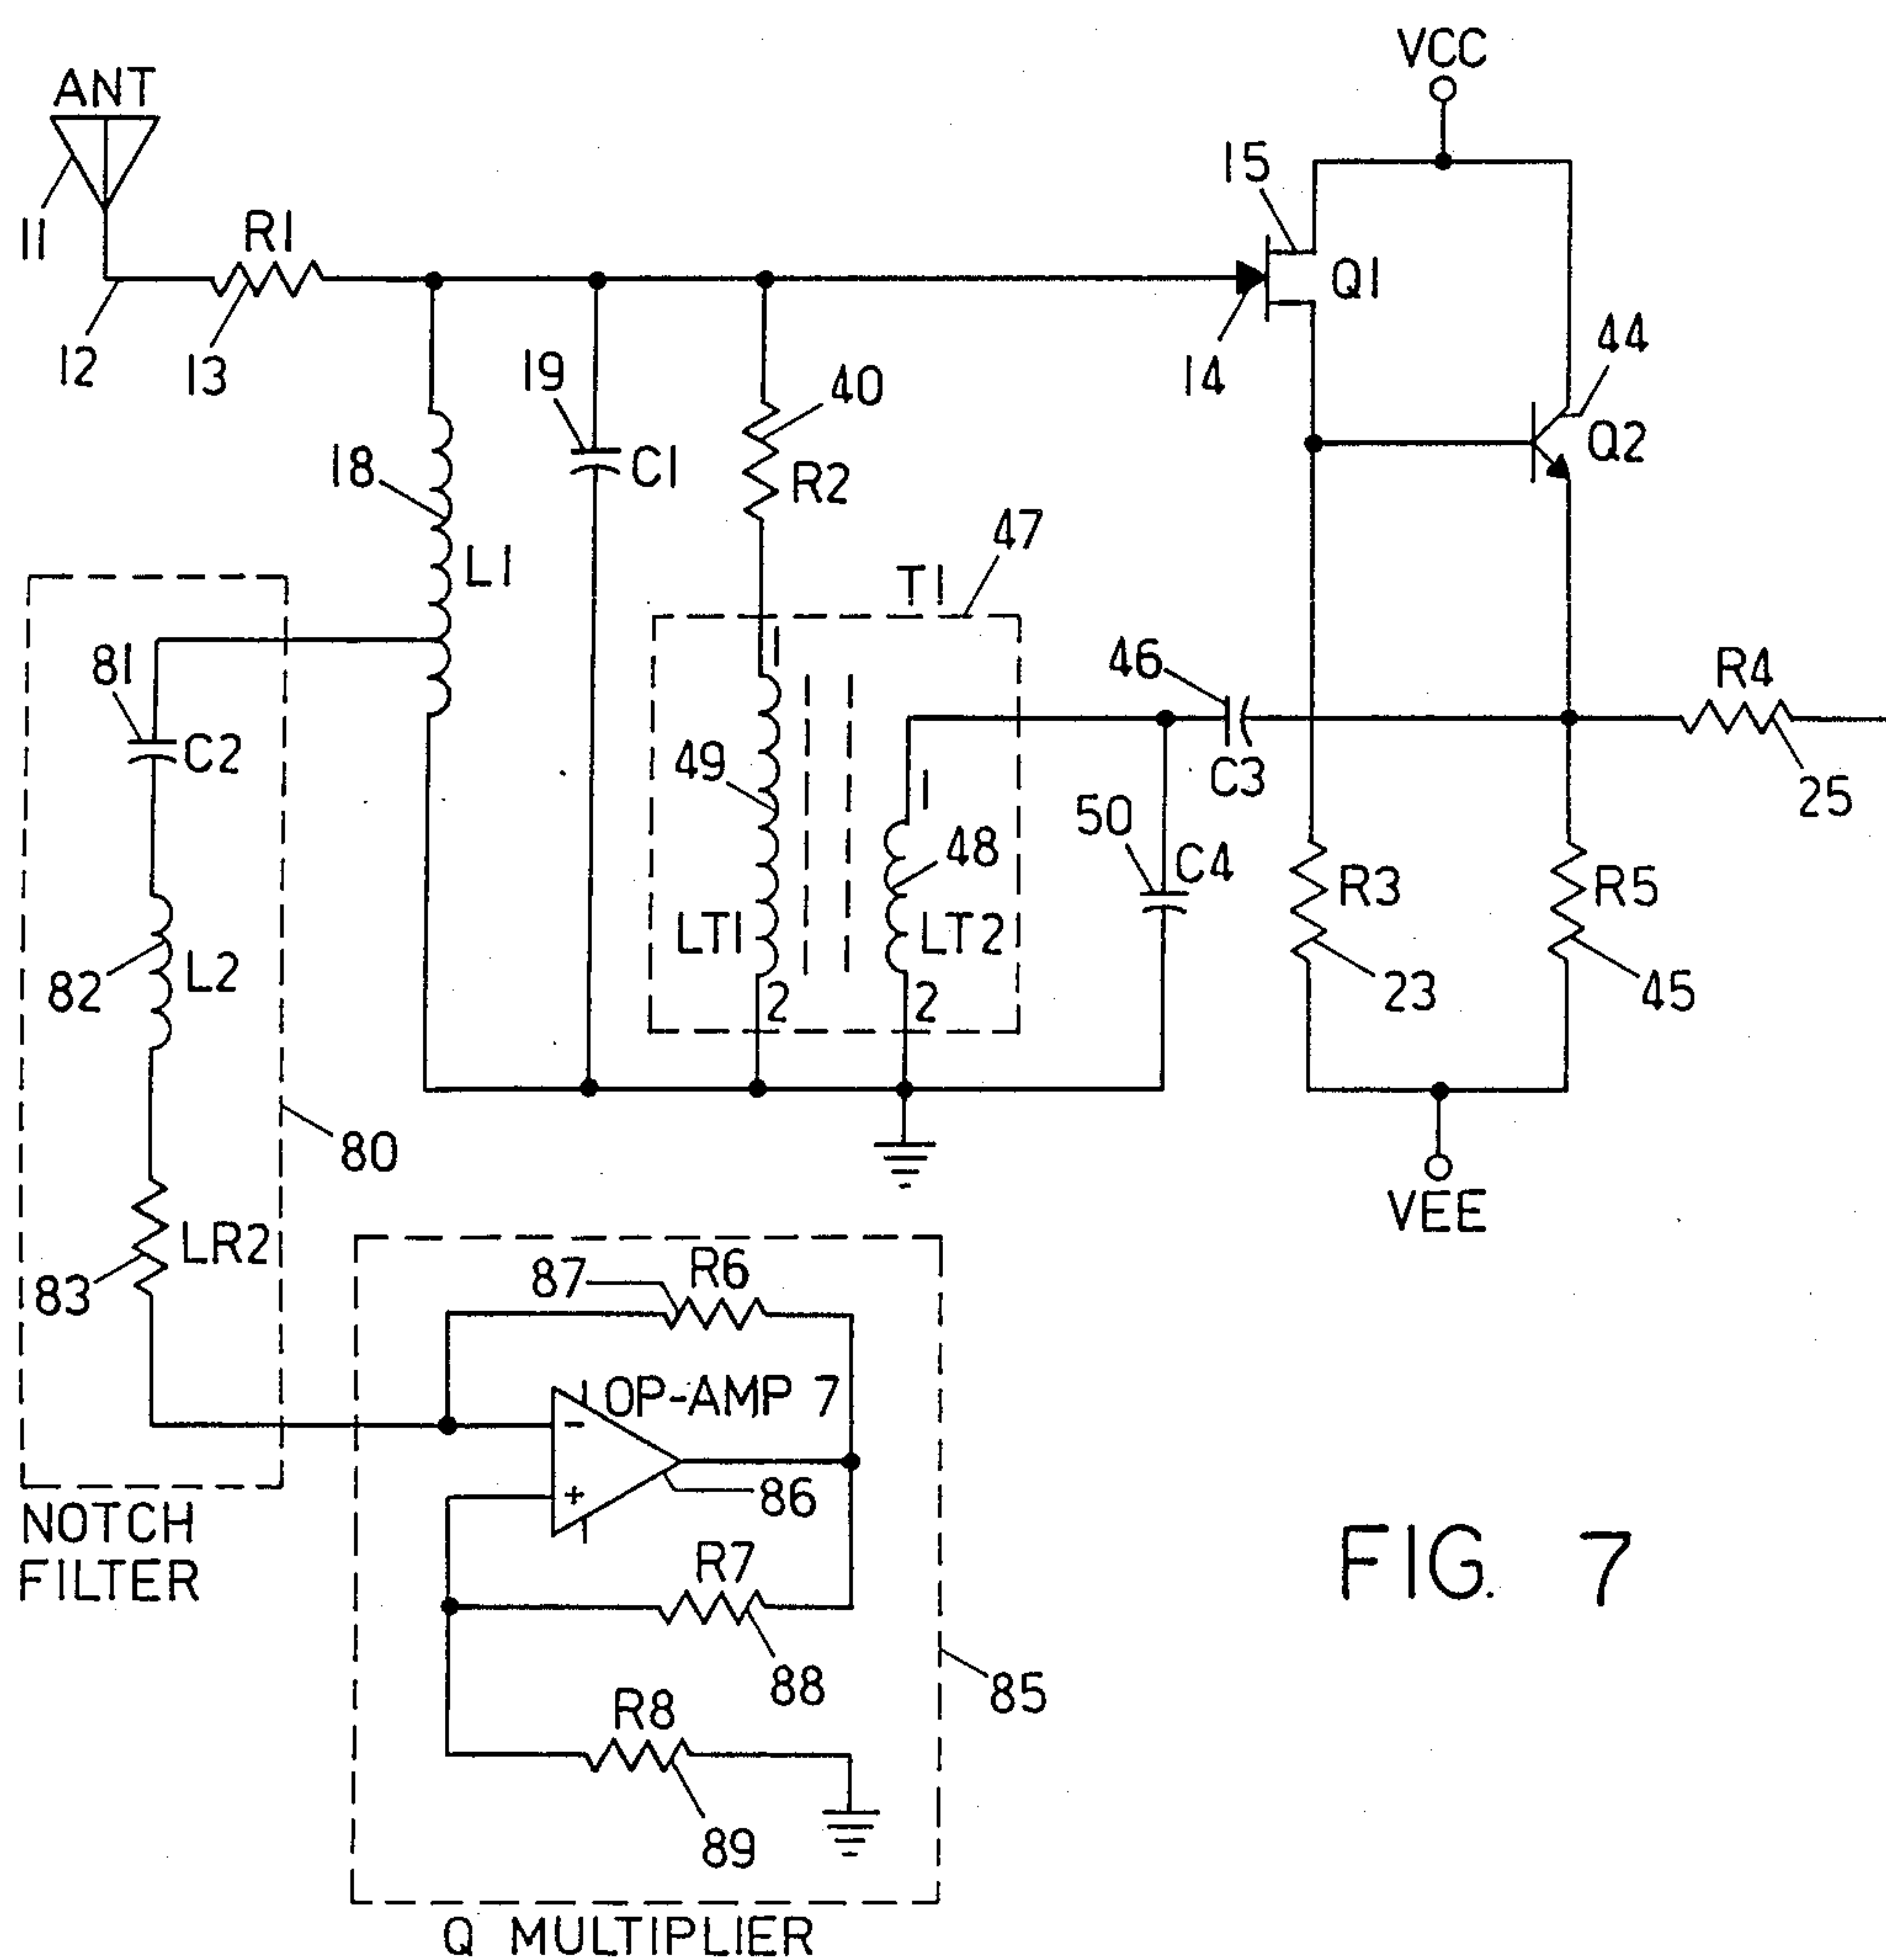 VCC
ANT
15
11
R1
Q1
12
13
14
44
19
40
18
C1
R2
Q2
47
L1
T1
81
46
R4
C2
1
49
C3
25
1
50
48
C4
R3
R5
LT1
LT2
82
L2
2
2
23
45
80
VEE
LR2
83
87
R6
OP-AMP 7
-
+
86
NOTCH
FILTER
R7
FIG. 7
88
85
R8
89
Q MULTIPLIER